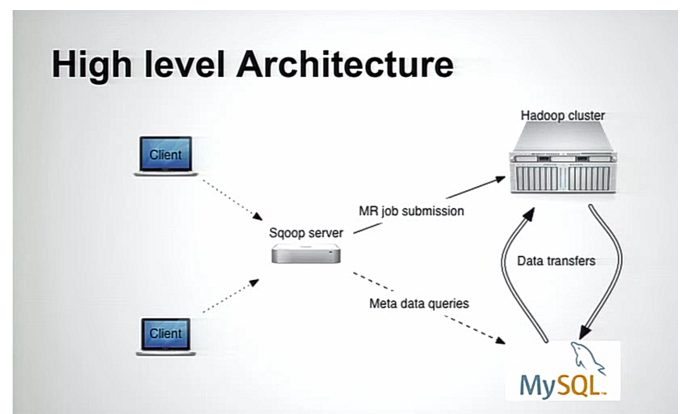 High level Architecture
Hadoop cluster
Client
MR job submission
Sqoop server
Data transfers
Meta data queries
Client
MySQL